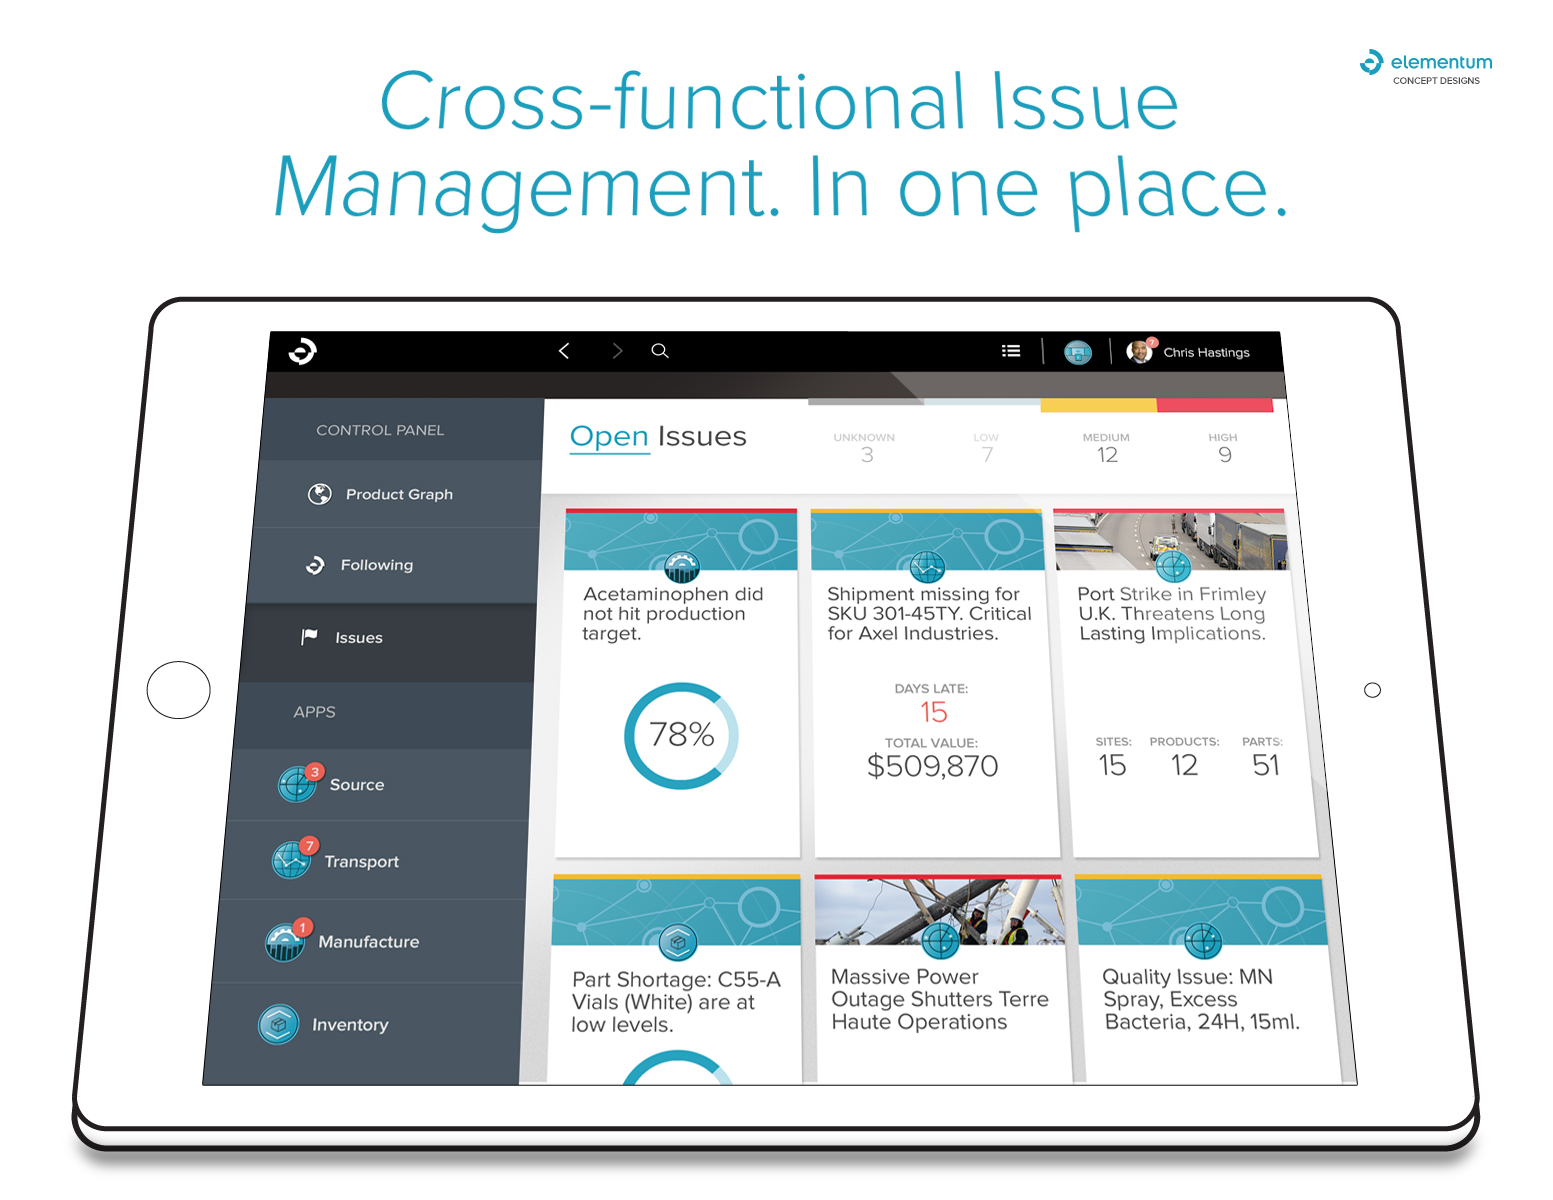 elementum
CONCEPT DESIGNS
Cross-functional Issue
Management. In one place.
7
Chris Hastings
CONTROL PANEL
Product Graph
Following
Issues
APPS
3
Source
7
Transport
1
Manufacture
Inventory
Open Issues
UNKNOWN
3
LOW
7
MEDIUM
12
HIGH
9
Acetaminophen did
not hit production
target.
78%
Shipment missing for
SKU 301-45TY. Critical
for Axel Industries.
DAYS LATE:
15
TOTAL VALUE:
$509,870
Port Strike in Frimley
U.K. Threatens Long
Lasting Implications.
SITES:
15
PRODUCTS:
12
PARTS:
51
Part Shortage: C55-A
Vials (White) are at
low levels.
Massive Power
Outage Shutters Terre
Haute Operations
Quality Issue: MN
Spray, Excess
Bacteria, 24H, 15ml.